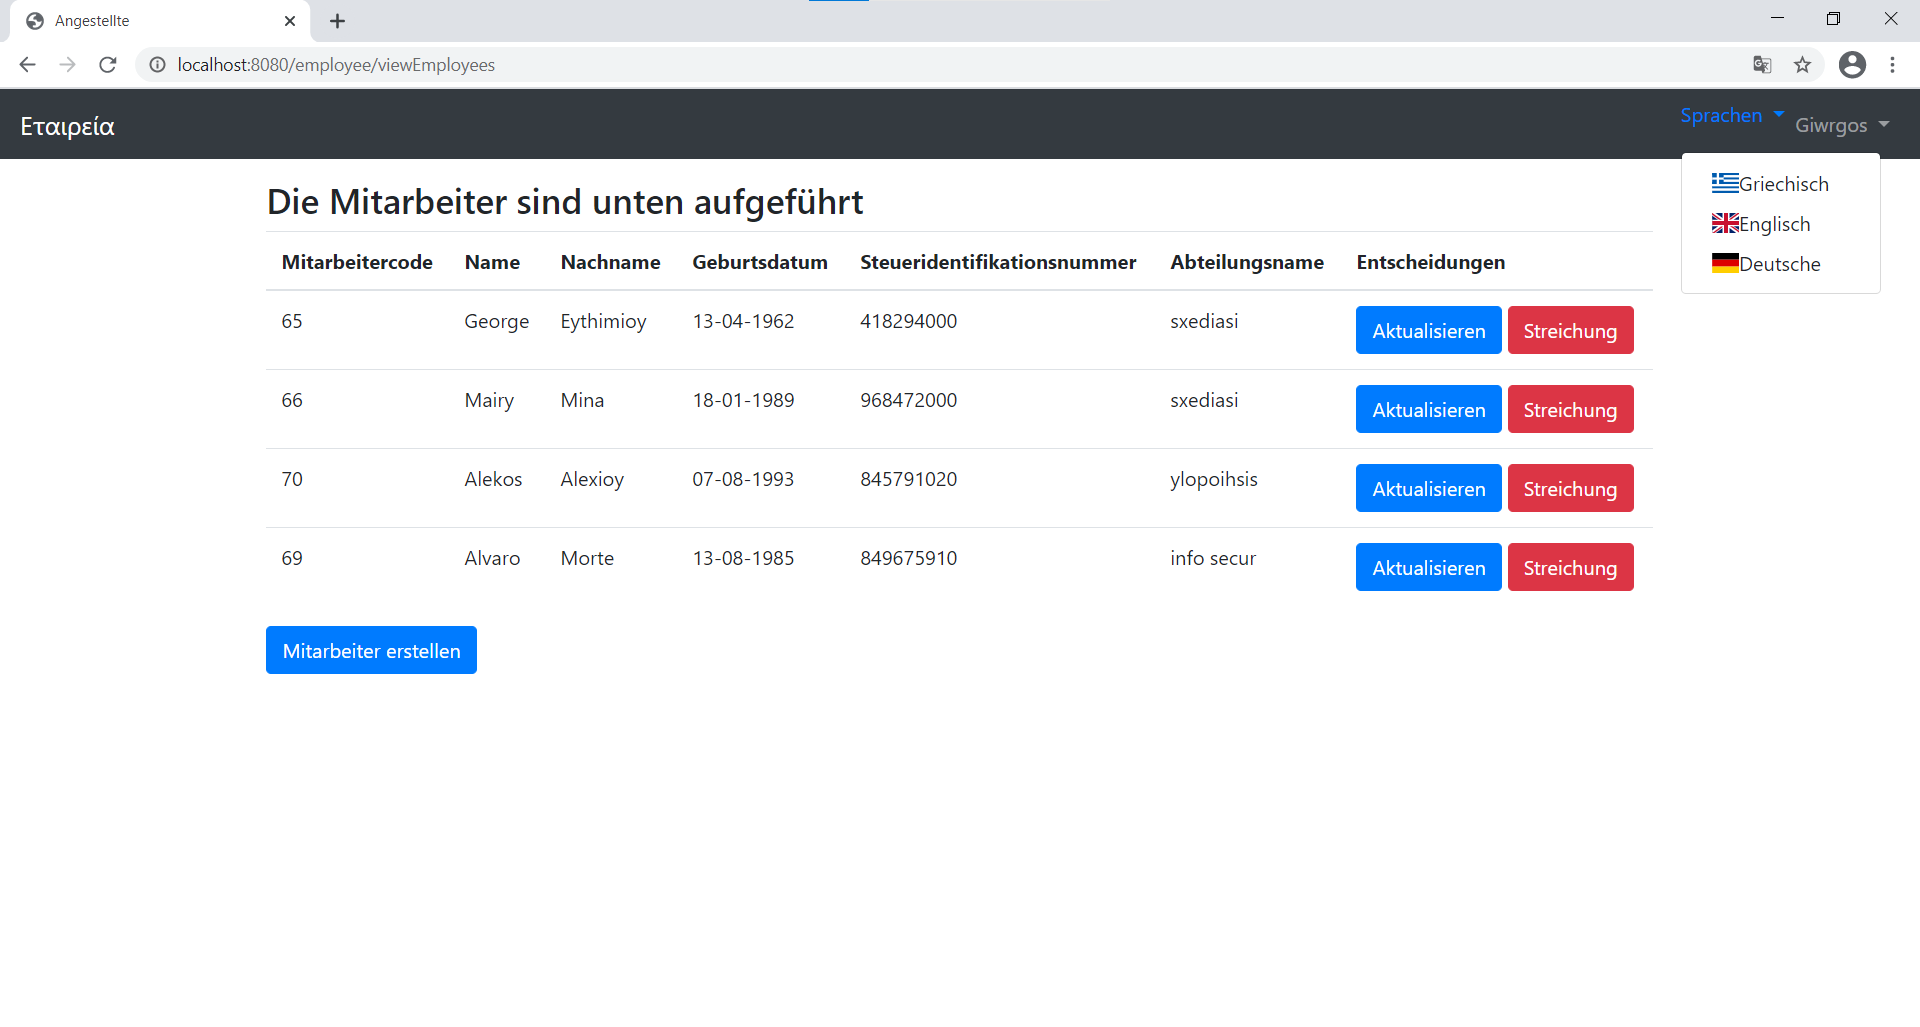 Angestellte
localhost:8080/employee/viewEmployees
Εταιρεία
Sprachen
Giwrgos
Griechisch
Englisch
Deutsche
Die Mitarbeiter sind unten aufgeführt
Mitarbeitercode Name Nachname Geburtsdatum Steueridentifikationsnummer Abteilungsname Entscheidungen
65 George Eythimioy 13-04-1962 418294000 sxediasi Aktualisieren Streichung
66 Mairy Mina 18-01-1989 968472000 sxediasi Aktualisieren Streichung
70 Alekos Alexioy 07-08-1993 845791020 ylopoihsis Aktualisieren Streichung
69 Alvaro Morte 13-08-1985 849675910 info secur Aktualisieren Streichung
Mitarbeiter erstellen